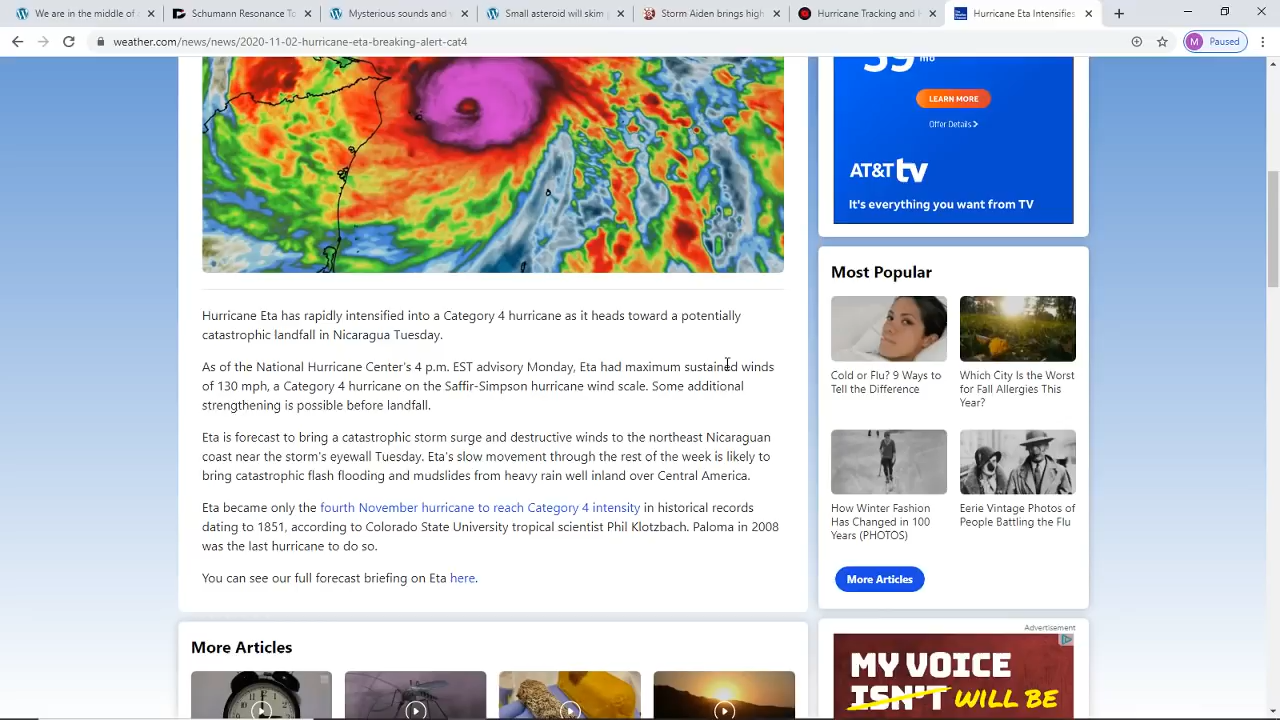 We are in the middle of
Schumann Resonance To
Mysterious sounds and
Small asteroid will skim
Storm Aiden brings high
Hurricane Tracking and H
Hurricane Eta Intensifies
weather.com/news/news/2020-11-02-hurricane-eta-breaking-alert-cat4
M Paused
mo
LEARN MORE
Offer Details
AT&T tv
It's everything you want from TV
Hurricane Eta has rapidly intensified into a Category 4 hurricane as it heads toward a potentially
catastrophic landfall in Nicaragua Tuesday.
As of the National Hurricane Center's 4 p.m. EST advisory Monday, Eta had maximum sustained winds
of 130 mph, a Category 4 hurricane on the Saffir-Simpson hurricane wind scale. Some additional
strengthening is possible before landfall.
Eta is forecast to bring a catastrophic storm surge and destructive winds to the northeast Nicaraguan
coast near the storm's eyewall Tuesday. Eta's slow movement through the rest of the week is likely to
bring catastrophic flash flooding and mudslides from heavy rain well inland over Central America.
Eta became only the fourth November hurricane to reach Category 4 intensity in historical records
dating to 1851, according to Colorado State University tropical scientist Phil Klotzbach. Paloma in 2008
was the last hurricane to do so.
You can see our full forecast briefing on Eta here.
More Articles
Most Popular
Cold or Flu? 9 Ways to
Tell the Difference
Which City Is the Worst
for Fall Allergies This
Year?
How Winter Fashion
Has Changed in 100
Years (PHOTOS)
Eerie Vintage Photos of
People Battling the Flu
More Articles
Advertisement
MY VOICE
ISN'T WILL BE